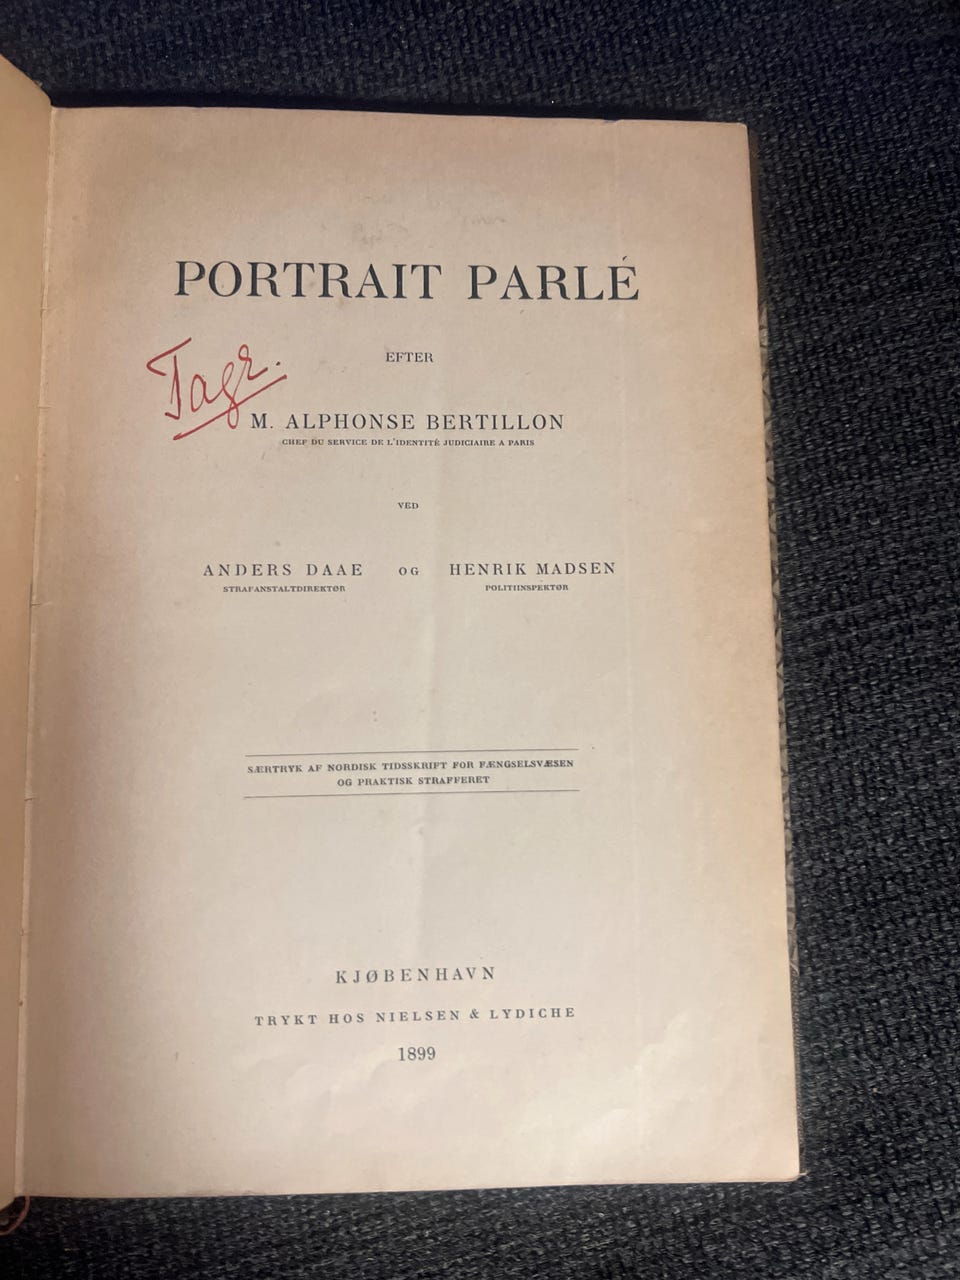 PORTRAIT PARLÉ
EFTER
Tagr.
M. ALPHONSE BERTILLON
CHEF DU SERVICE DE L'IDENTITÉ JUDICIAIRE A PARIS
VED
ANDERS DAAE OG HENRIK MADSEN
STRAFANSTALTDIREKTØR POLITIINSPEKTØR
SÆRTRYK AF NORDISK TIDSSKRIFT FOR FÆNGSELSVÆSEN
OG PRAKTISK STRAFFERET
KJØBENHAVN
TRYKT HOS NIELSEN & LYDICHE
1899